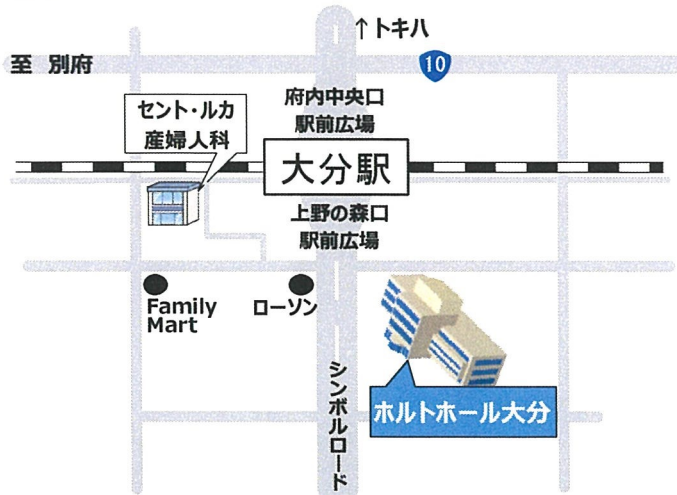 ↑トキハ
至 別府
10
府内中央口
駅前広場
セント・ルカ
産婦人科
大分駅
上野の森口
駅前広場
Family
Mart
ローソン
シンボルロード
ホルトホール大分